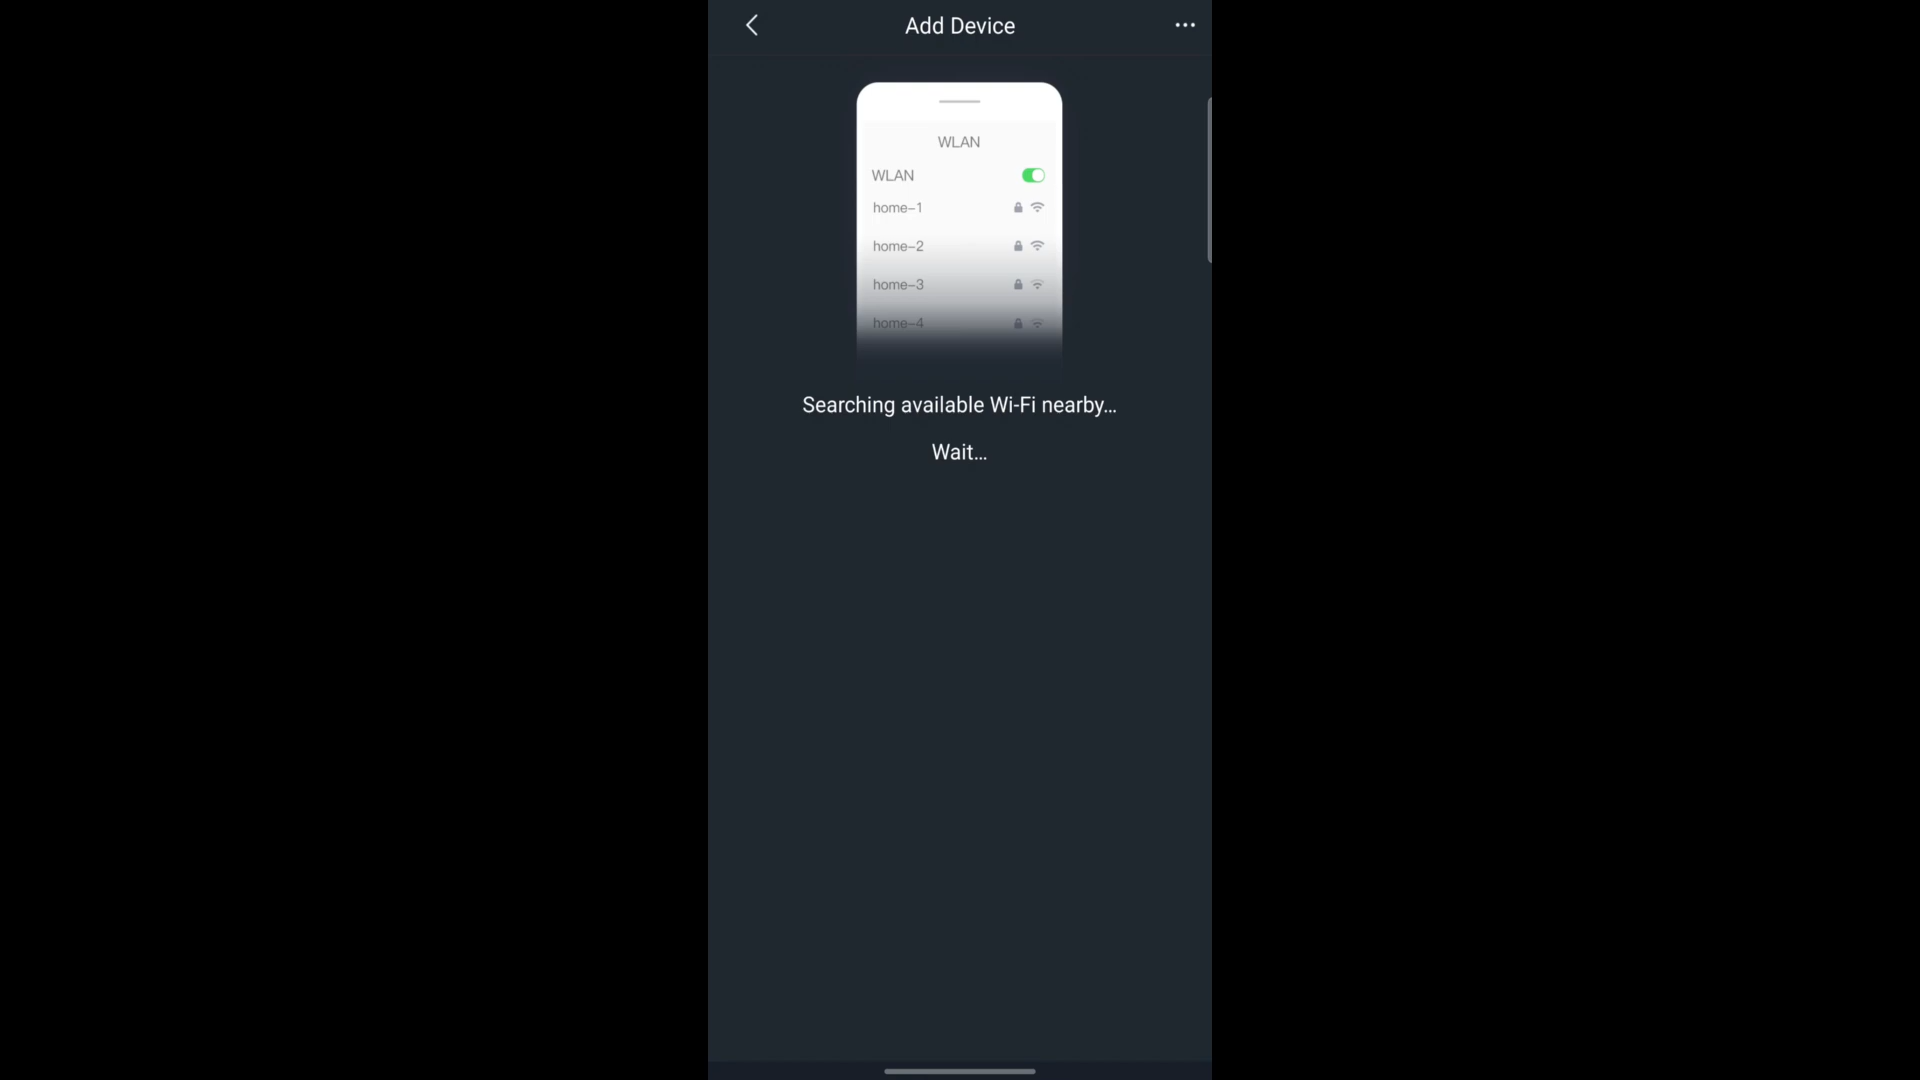 Add Device
WLAN
WLAN
home-1
home-2
home-3
home-4
Searching available Wi-Fi nearby...
Wait...